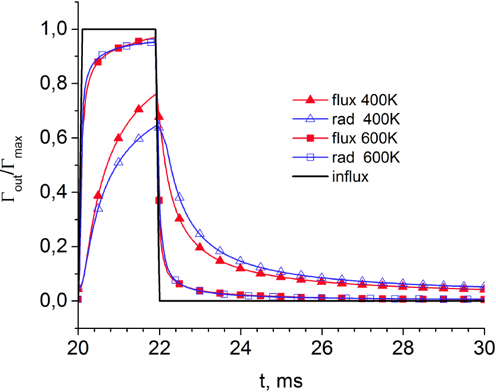 Γout/Γmax
1,0
0,8
0,6
0,4
0,2
0,0
flux 400K
rad 400K
flux 600K
rad 600K
influx
20 22 24 26 28 30
t, ms